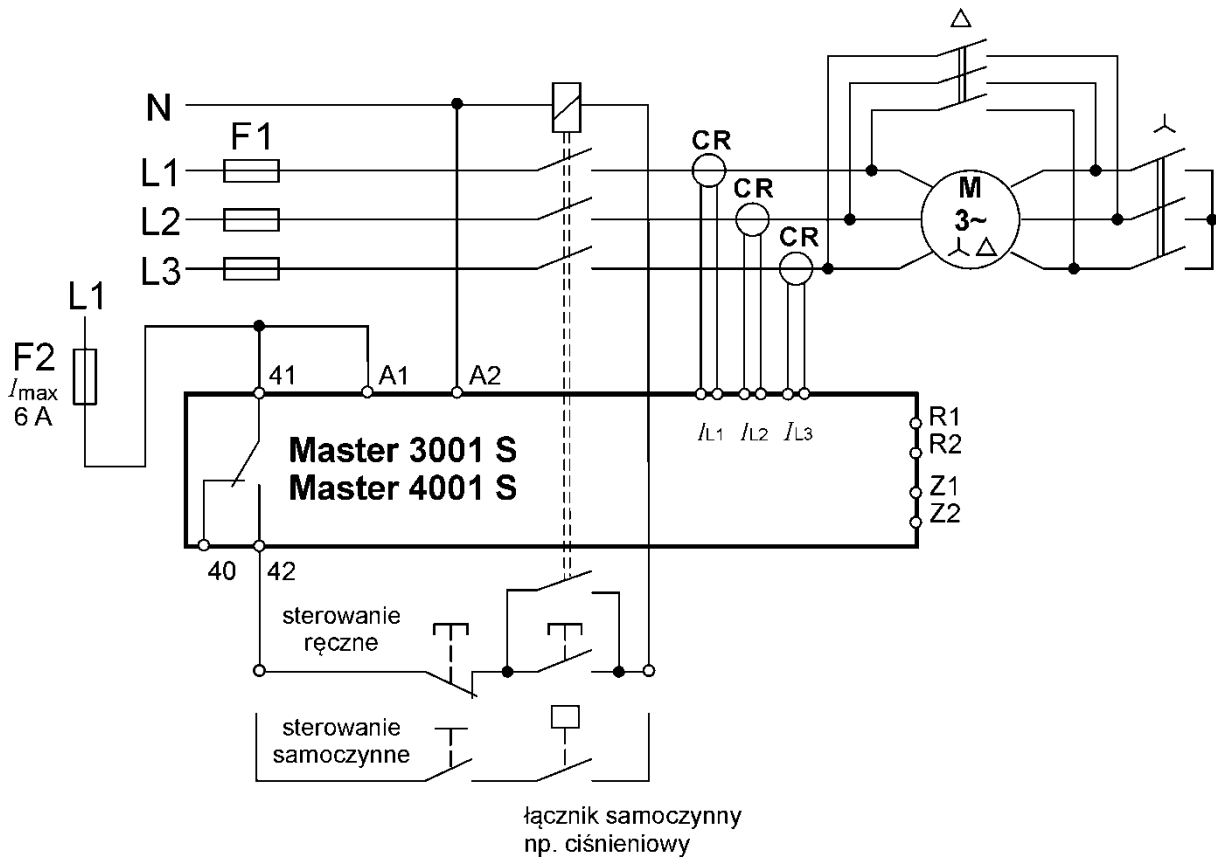 N
F1
L1
L2
L3
CR
CR
CR
M
3~
L1
F2
Imax
6 A
41
A1
A2
IL1
IL2
IL3
R1
R2
Z1
Z2
Master 3001 S
Master 4001 S
40
42
sterowanie
ręczne
sterowanie
samoczynne
łącznik samoczynny
np. ciśnieniowy